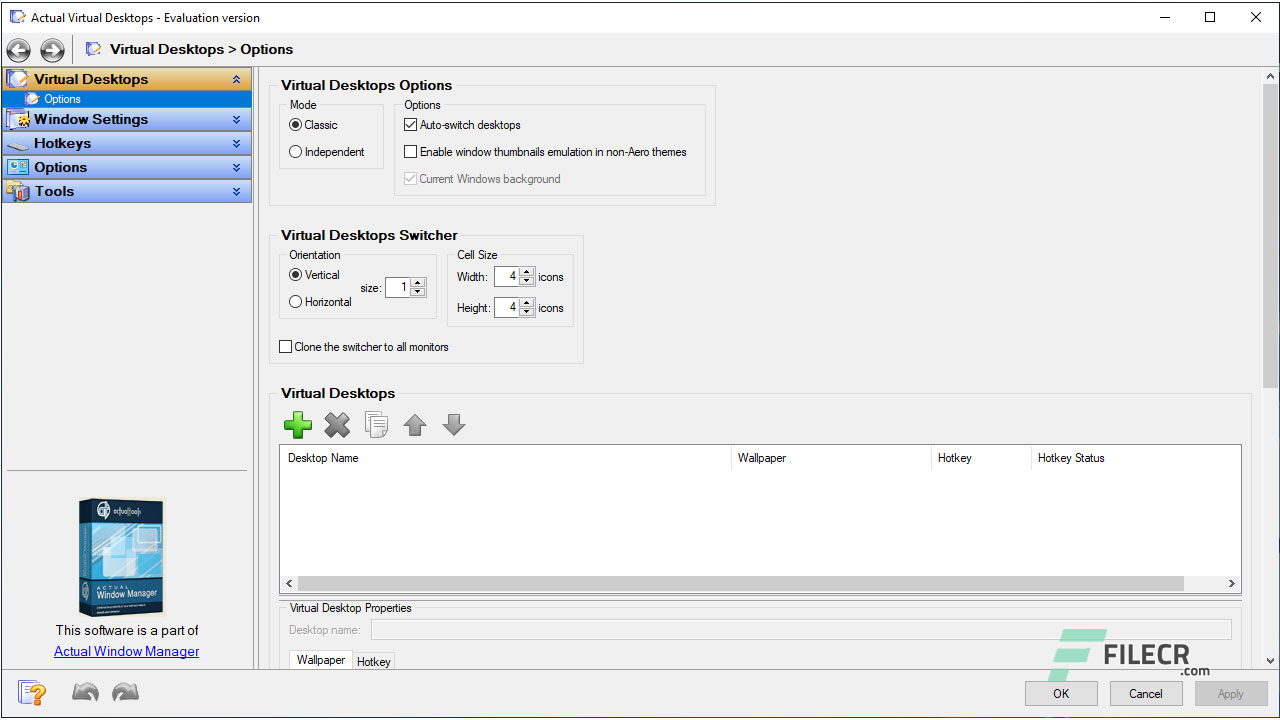 Actual Virtual Desktops - Evaluation version
Virtual Desktops > Options
Virtual Desktops
Options
Window Settings
Hotkeys
Options
Tools
actualtools
ACTUAL
Window Manager
This software is a part of
Actual Window Manager
Virtual Desktops Options
Mode
Classic
Independent
Options
Auto-switch desktops
Enable window thumbnails emulation in non-Aero themes
Current Windows background
Virtual Desktops Switcher
Orientation
Vertical
Horizontal
size: 1
Cell Size
Width: 4 icons
Height: 4 icons
Clone the switcher to all monitors
Virtual Desktops
Desktop Name Wallpaper Hotkey Hotkey Status
Virtual Desktop Properties
Desktop name:
Wallpaper Hotkey
FILECR
.com
OK Cancel Apply